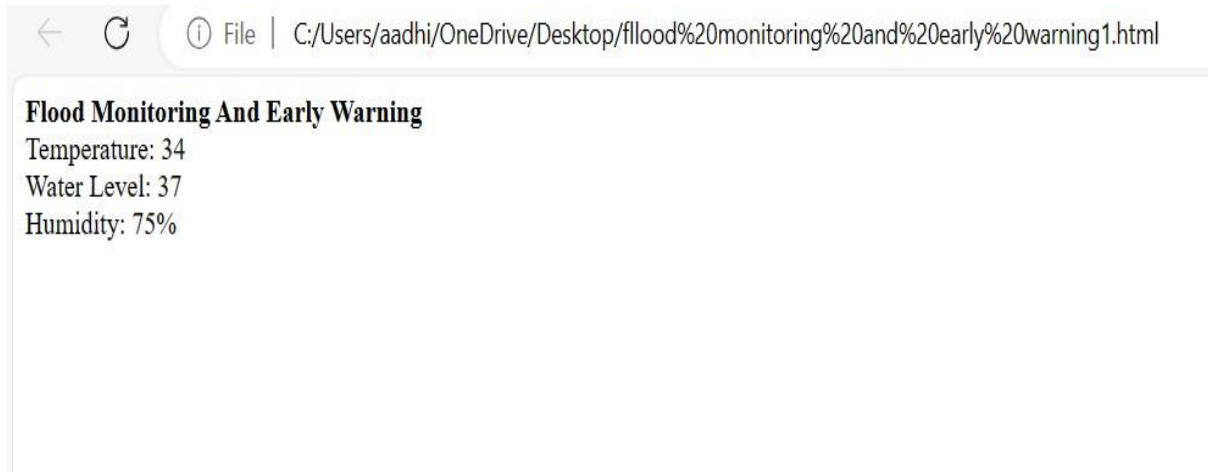 File | C:/Users/aadhi/OneDrive/Desktop/fllood%20monitoring%20and%20early%20warning1.html
Flood Monitoring And Early Warning
Temperature: 34
Water Level: 37
Humidity: 75%